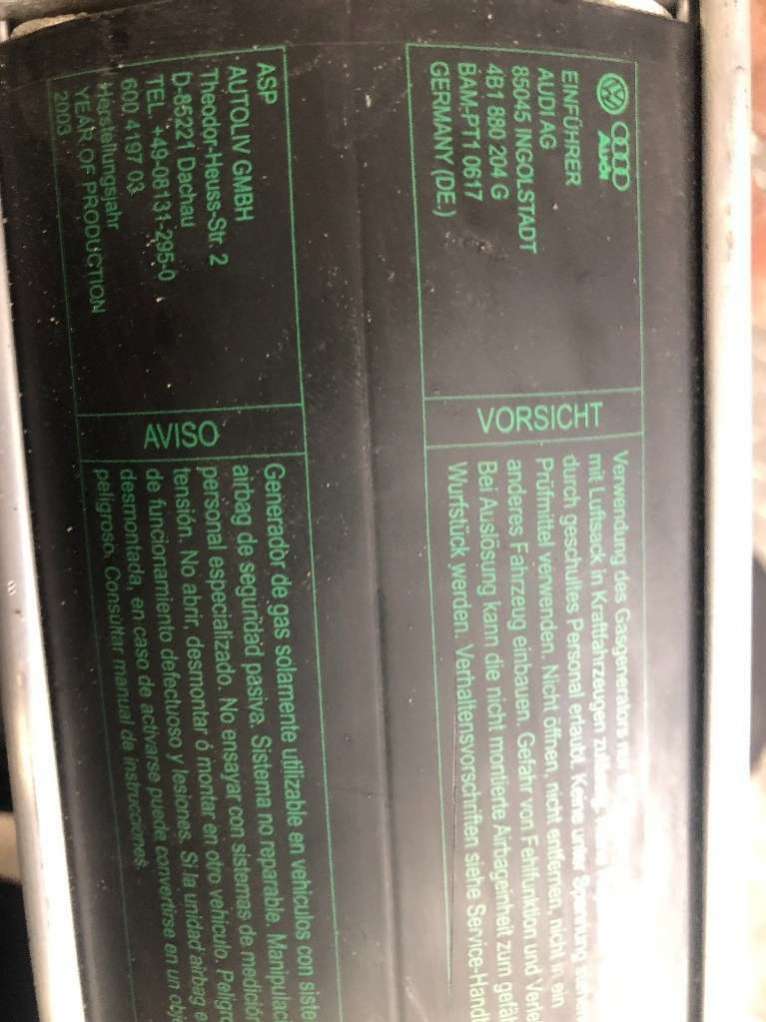 Audi
EINFÜHRER
AUDI AG
85045 INGOLSTADT
4B1 880 204 G
BAM-PT1 0617
GERMANY (DE.)
VORSICHT
Verwendung des Gasgenerators nur
mit Luftsack in Kraftfahrzeugen
durch geschultes Personal erlaubt. Keine unter Spannung
Prüfmittel verwenden. Nicht öffnen, nicht entfernen, nicht in ein
anderes Fahrzeug einbauen. Gefahr von Fehlfunktion und
Bei Auslösung kann die nicht montierte Airbageinheit zum
Wurfstück werden. Verhaltensvorschriften siehe
ASP
AUTOLIV GMBH
Theodor-Heuss-Str. 2
D-85221 Dachau
TEL. +49-08131-295-0
600 4197 03
Herstellungsjahr
YEAR OF PRODUCTION
2003
AVISO
Generador de gas solamente utilizable en vehiculos con
airbag de seguridad pasiva. Sistema no reparable.
personal especializado. No ensayar con sistemas de medición
tensión. No abrir, desmontar ó montar en otro vehiculo.
de funcionamiento defectuoso y lesiones. Si la unidad airbag
desmontada, en caso de activarse puede convertirse en un
peligroso. Consultar manual de instrucciones.